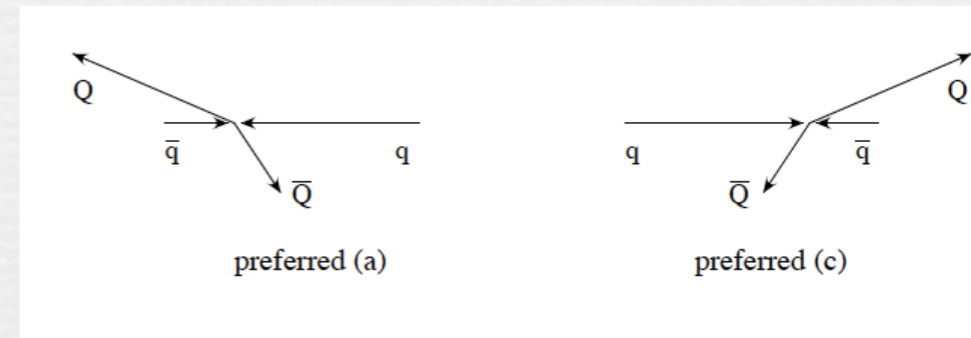 Q Q
q̅ q q q̅
Q̅ Q̅
preferred (a) preferred (c)